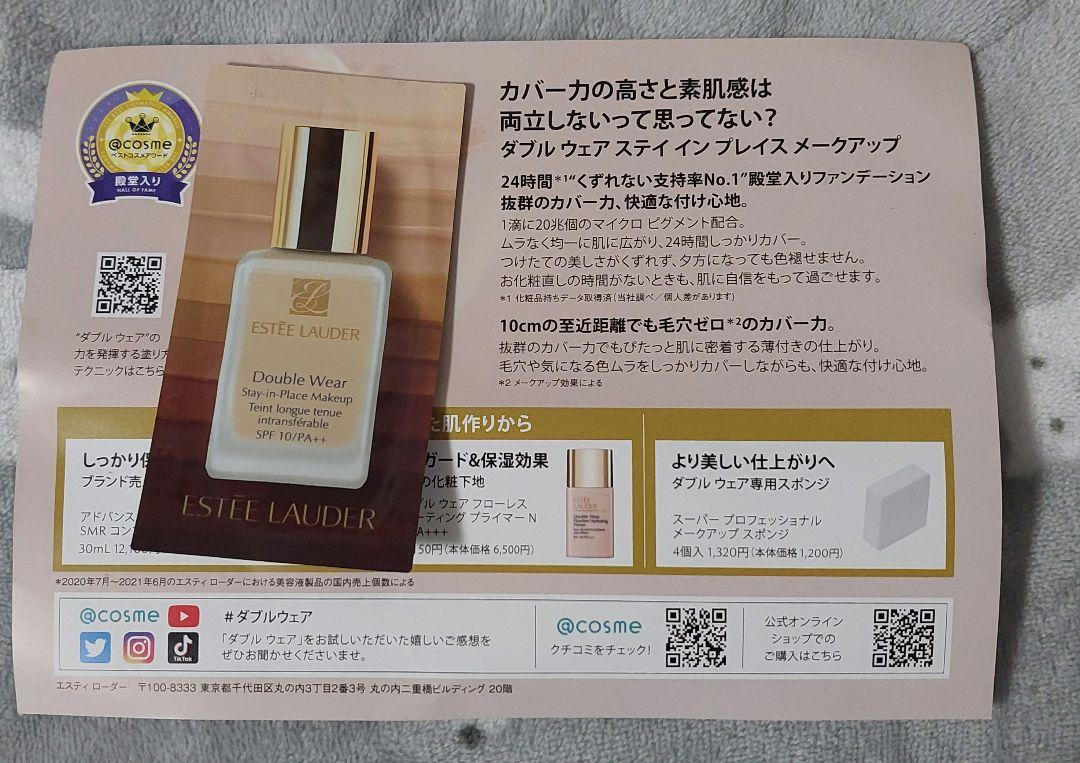 @cosme
ベストコスメアワード
殿堂入り
HALL OF FAME
"ダブル ウェア"の
力を発揮する塗り方
テクニックはこちら
ESTĒE LAUDER
Double Wear
Stay-in-Place Makeup
Teint longue tenue
intransférable
SPF 10/PA++
ESTĒE LAUDER
カバー力の高さと素肌感は
両立しないって思ってない？
ダブル ウェア ステイ イン プレイス メークアップ
24時間*1"くずれない支持率No.1"殿堂入りファンデーション
抜群のカバー力、快適な付け心地。
1滴に20兆個のマイクロ ピグメント配合。
ムラなく均一に肌に広がり、24時間しっかりカバー。
つけたての美しさがくずれず、夕方になっても色褪せません。
お化粧直しの時間がないときも、肌に自信をもって過ごせます。
*1 化粧品持ちデータ取得済（当社調べ／個人差があります）
10cmの至近距離でも毛穴ゼロ*2のカバー力。
抜群のカバー力でもぴたっと肌に密着する薄付きの仕上がり。
毛穴や気になる色ムラをしっかりカバーしながらも、快適な付け心地。
*2 メークアップ効果による
た肌作りから
しっかり保
ブランド売
アドバンス
SMR コン
30mL 12,
ガード&保湿効果
の化粧下地
ル ウェア フローレス
ーティング プライマー N
A+++
50円（本体価格 6,500円）
より美しい仕上がりへ
ダブル ウェア専用スポンジ
スーパー プロフェッショナル
メークアップ スポンジ
4個入 1,320円（本体価格1,200円）
*2020年7月～2021年6月のエスティ ローダーにおける美容液製品の国内売上個数による
@cosme
TikTok
#ダブルウェア
「ダブル ウェア」をお試しいただいた嬉しいご感想を
ぜひお聞かせくださいませ。
@cosme
クチコミをチェック！
公式オンライン
ショップでの
ご購入はこちら
エスティ ローダー 〒100-8333 東京都千代田区丸の内3丁目2番3号 丸の内二重橋ビルディング 20階